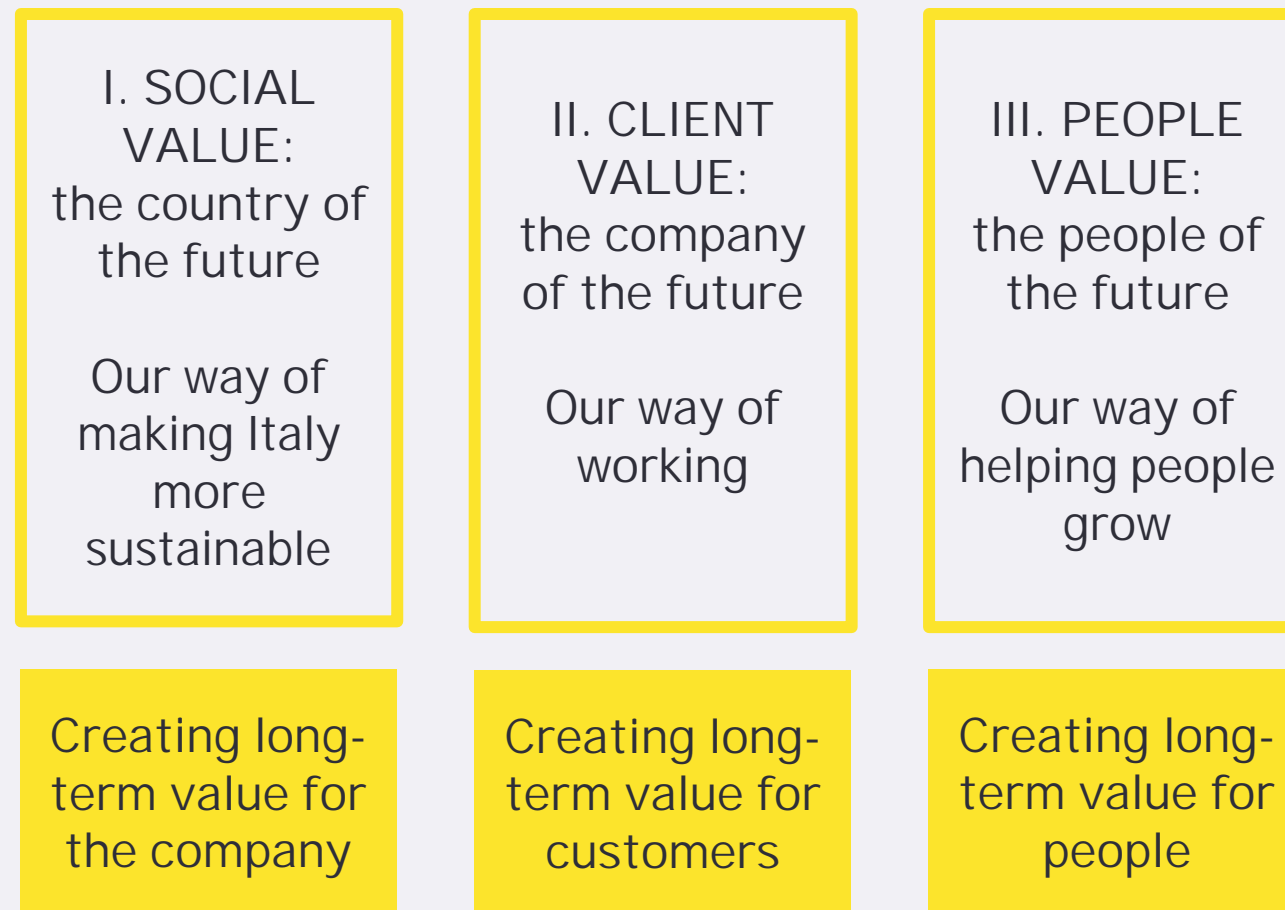 I. SOCIAL
VALUE:
the country of
the future
Our way of
making Italy
more
sustainable
II. CLIENT
VALUE:
the company
of the future
Our way of
working
III. PEOPLE
VALUE:
the people of
the future
Our way of
helping people
grow
Creating long-
term value for
the company
Creating long-
term value for
customers
Creating long-
term value for
people